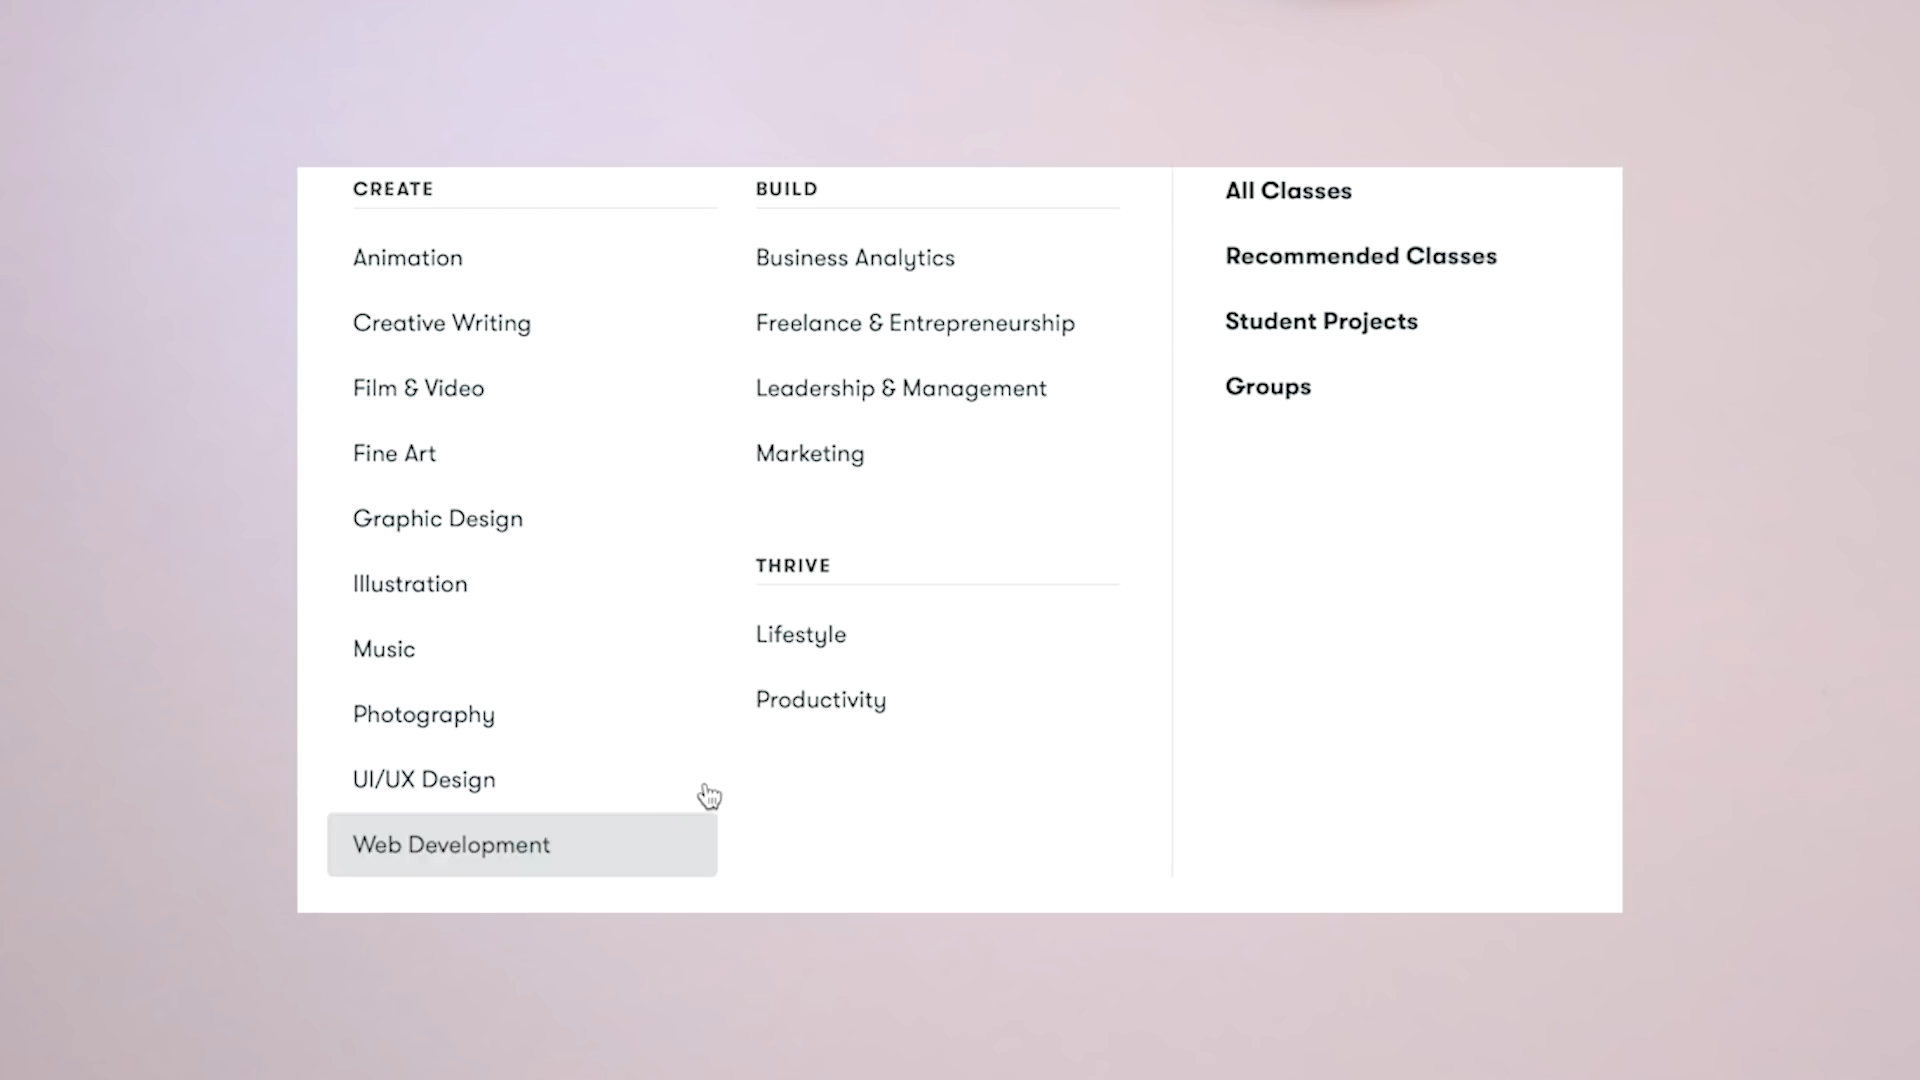 CREATE
Animation
Creative Writing
Film & Video
Fine Art
Graphic Design
Illustration
Music
Photography
UI/UX Design
Web Development
BUILD
Business Analytics
Freelance & Entrepreneurship
Leadership & Management
Marketing
THRIVE
Lifestyle
Productivity
All Classes
Recommended Classes
Student Projects
Groups